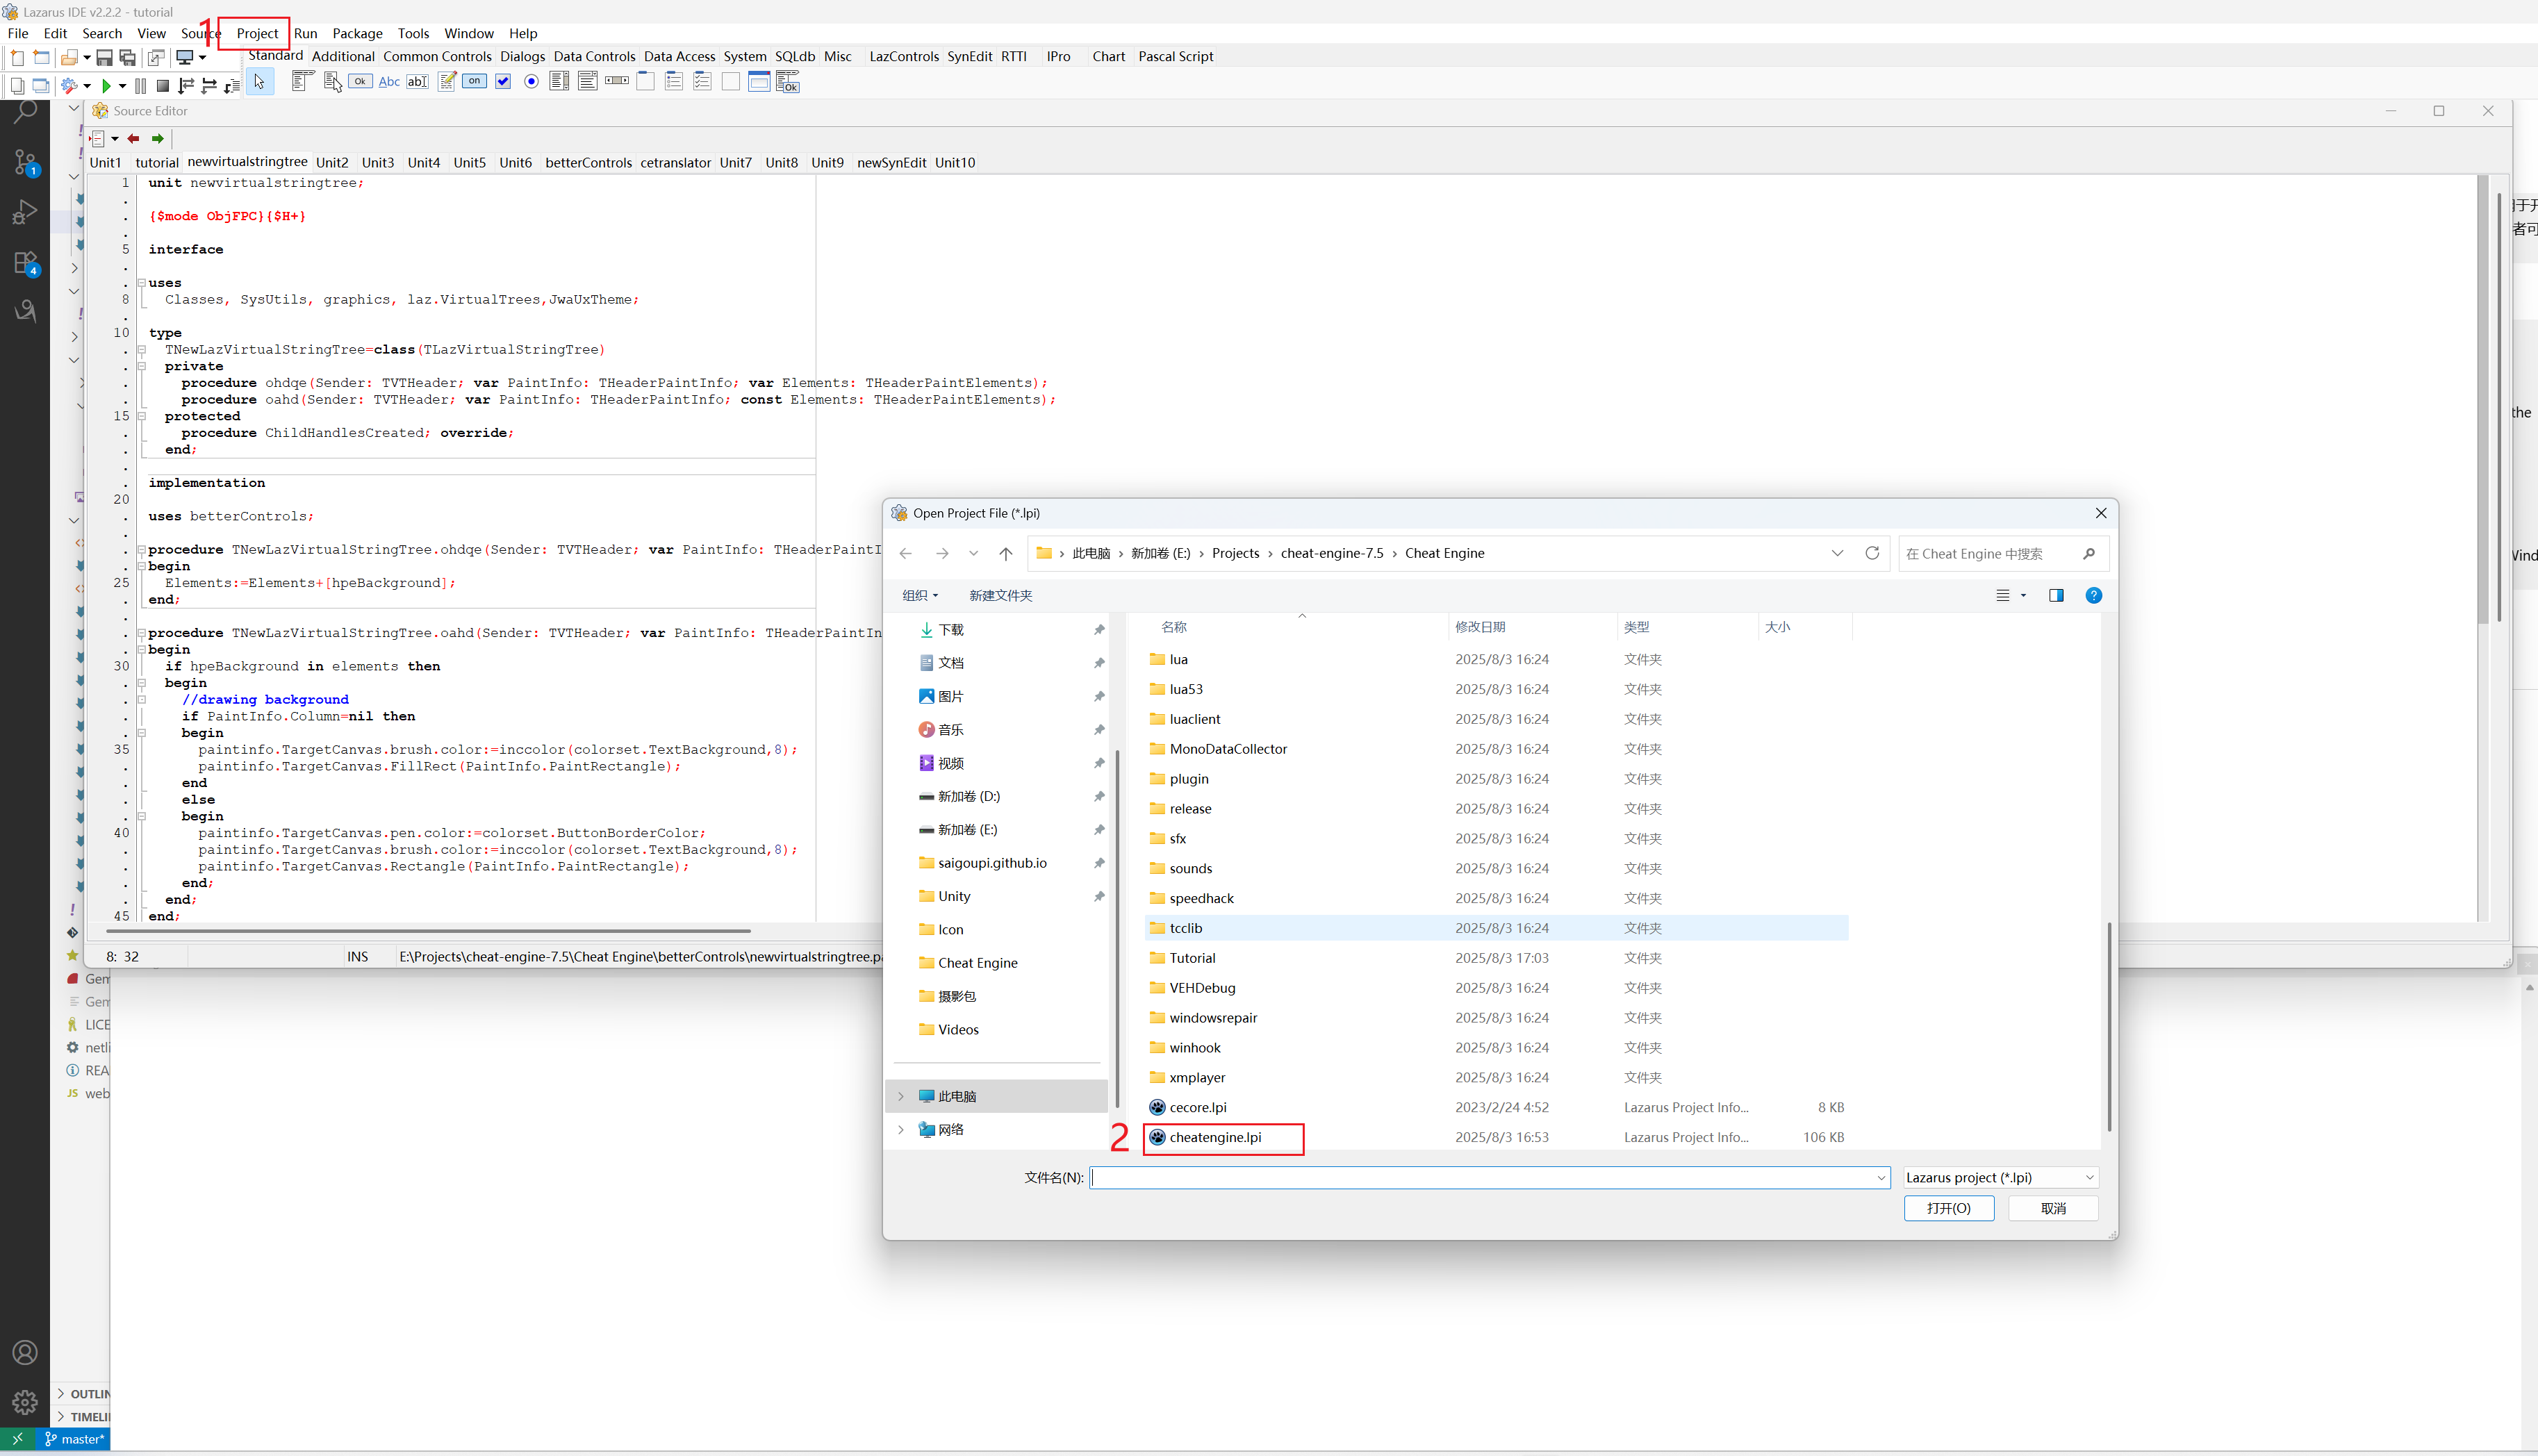 Lazarus IDE v2.2.2 - tutorial
1
File Edit Search View Source Project Run Package Tools Window Help
Standard Additional Common Controls Dialogs Data Controls Data Access System SQLdb Misc LazControls SynEdit RTTI IPro Chart Pascal Script
Ok Abc ab on Ok
Source Editor
Unit1 tutorial newvirtualstringtree Unit2 Unit3 Unit4 Unit5 Unit6 betterControls cetranslator Unit7 Unit8 Unit9 newSynEdit Unit10
1 unit newvirtualstringtree;
{$mode ObjFPC}{$H+}
5 interface
uses
8 Classes, SysUtils, graphics, laz.VirtualTrees,JwaUxTheme;
10 type
TNewLazVirtualStringTree=class(TLazVirtualStringTree)
private
procedure ohdqe(Sender: TVTHeader; var PaintInfo: THeaderPaintInfo; var Elements: THeaderPaintElements);
procedure oahd(Sender: TVTHeader; var PaintInfo: THeaderPaintInfo; const Elements: THeaderPaintElements);
15 protected
procedure ChildHandlesCreated; override;
end;
implementation
20
uses betterControls;
procedure TNewLazVirtualStringTree.ohdqe(Sender: TVTHeader; var PaintInfo: THeaderPaintI
begin
25 Elements:=Elements+[hpeBackground];
end;
procedure TNewLazVirtualStringTree.oahd(Sender: TVTHeader; var PaintInfo: THeaderPaintIn
begin
30 if hpeBackground in elements then
begin
//drawing background
if PaintInfo.Column=nil then
begin
35 paintinfo.TargetCanvas.brush.color:=inccolor(colorset.TextBackground,8);
paintinfo.TargetCanvas.FillRect(PaintInfo.PaintRectangle);
end
else
begin
40 paintinfo.TargetCanvas.pen.color:=colorset.ButtonBorderColor;
paintinfo.TargetCanvas.brush.color:=inccolor(colorset.TextBackground,8);
paintinfo.TargetCanvas.Rectangle(PaintInfo.PaintRectangle);
end;
end;
45 end;
8: 32 INS E:\Projects\cheat-engine-7.5\Cheat Engine\betterControls\newvirtualstringtree.pa
1
4
者可
the
Wind
Gem
Gem
LICE
netli
REA
JS web
OUTLIN
TIMELI
master*
Open Project File (*.lpi)
此电脑 › 新加卷 (E:) › Projects › cheat-engine-7.5 › Cheat Engine
在 Cheat Engine 中搜索
组织 新建文件夹
下载
文档
图片
音乐
视频
新加卷 (D:)
新加卷 (E:)
saigoupi.github.io
Unity
Icon
Cheat Engine
摄影包
Videos
此电脑
网络
名称 修改日期 类型 大小
lua 2025/8/3 16:24 文件夹
lua53 2025/8/3 16:24 文件夹
luaclient 2025/8/3 16:24 文件夹
MonoDataCollector 2025/8/3 16:24 文件夹
plugin 2025/8/3 16:24 文件夹
release 2025/8/3 16:24 文件夹
sfx 2025/8/3 16:24 文件夹
sounds 2025/8/3 16:24 文件夹
speedhack 2025/8/3 16:24 文件夹
tcclib 2025/8/3 16:24 文件夹
Tutorial 2025/8/3 17:03 文件夹
VEHDebug 2025/8/3 16:24 文件夹
windowsrepair 2025/8/3 16:24 文件夹
winhook 2025/8/3 16:24 文件夹
xmplayer 2025/8/3 16:24 文件夹
cecore.lpi 2023/2/24 4:52 Lazarus Project Info... 8 KB
2 cheatengine.lpi 2025/8/3 16:53 Lazarus Project Info... 106 KB
文件名(N): Lazarus project (*.lpi)
打开(O) 取消